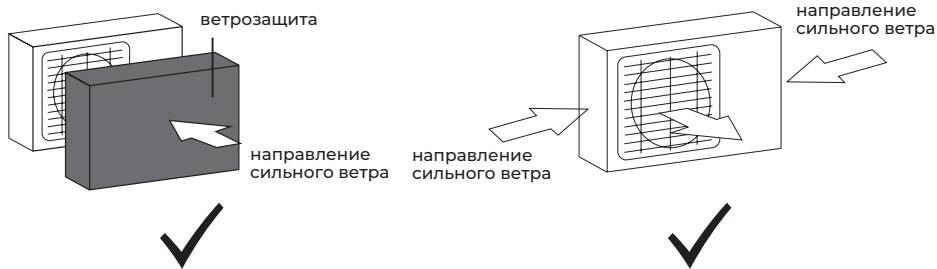 ветрозащита
направление
сильного ветра
направление
сильного ветра
направление
сильного ветра